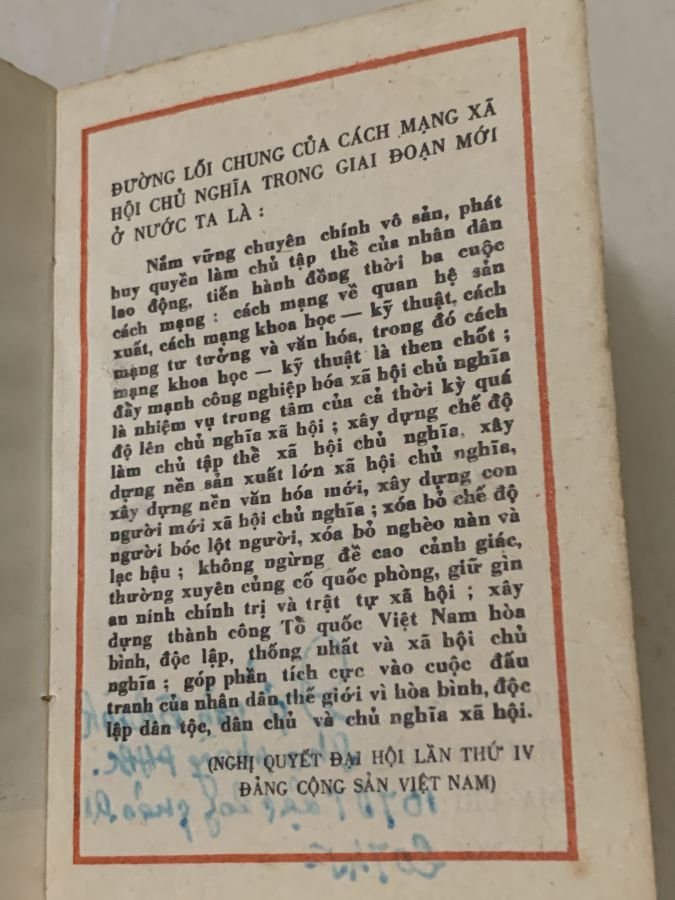 ĐƯỜNG LỐI CHUNG CỦA CÁCH MẠNG XÃ
HỘI CHỦ NGHĨA TRONG GIAI ĐOẠN MỚI
Ở NƯỚC TA LÀ :
Nắm vững chuyên chính vô sản, phát
huy quyền làm chủ tập thể của nhân dân
lao động, tiến hành đồng thời ba cuộc
cách mạng : cách mạng về quan hệ sản
xuất, cách mạng khoa học — kỹ thuật, cách
mạng tư tưởng và văn hóa, trong đó cách
mạng khoa học — kỹ thuật là then chốt ;
đẩy mạnh công nghiệp hóa xã hội chủ nghĩa
là nhiệm vụ trung tâm của cả thời kỳ quá
độ lên chủ nghĩa xã hội ; xây dựng chế độ
làm chủ tập thể xã hội chủ nghĩa, xây
dựng nền sản xuất lớn xã hội chủ nghĩa,
xây dựng nền văn hóa mới, xây dựng con
người mới xã hội chủ nghĩa ; xóa bỏ chế độ
người bóc lột người, xóa bỏ nghèo nàn và
lạc hậu ; không ngừng đề cao cảnh giác,
thường xuyên củng cố quốc phòng, giữ gìn
an ninh chính trị và trật tự xã hội ; xây
dựng thành công Tổ quốc Việt Nam hòa
bình, độc lập, thống nhất và xã hội chủ
nghĩa ; góp phần tích cực vào cuộc đấu
tranh của nhân dân thế giới vì hòa bình, độc
lập dân tộc, dân chủ và chủ nghĩa xã hội.
(NGHỊ QUYẾT ĐẠI HỘI LẦN THỨ IV
ĐẢNG CỘNG SẢN VIỆT NAM)